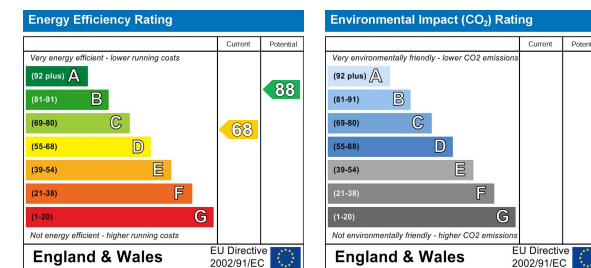 Energy Efficiency Rating
Current Potential
Very energy efficient - lower running costs
(92 plus) A
(81-91) B
88
(69-80) C
68
(55-68) D
(39-54) E
(21-38) F
(1-20) G
Not energy efficient - higher running costs
England & Wales
EU Directive
2002/91/EC
Environmental Impact (CO2) Rating
Current Poten
Very environmentally friendly - lower CO2 emissions
(92 plus) A
(81-91) B
(69-80) C
(55-68) D
(39-54) E
(21-38) F
(1-20) G
Not environmentally friendly - higher CO2 emissions
England & Wales
EU Directive
2002/91/EC